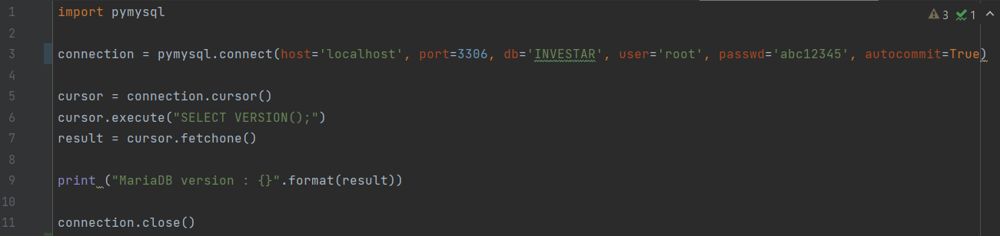 1 import pymysql 3 1
2
3 connection = pymysql.connect(host='localhost', port=3306, db='INVESTAR', user='root', passwd='abc12345', autocommit=True)
4
5 cursor = connection.cursor()
6 cursor.execute("SELECT VERSION();")
7 result = cursor.fetchone()
8
9 print ("MariaDB version : {}".format(result))
10
11 connection.close()